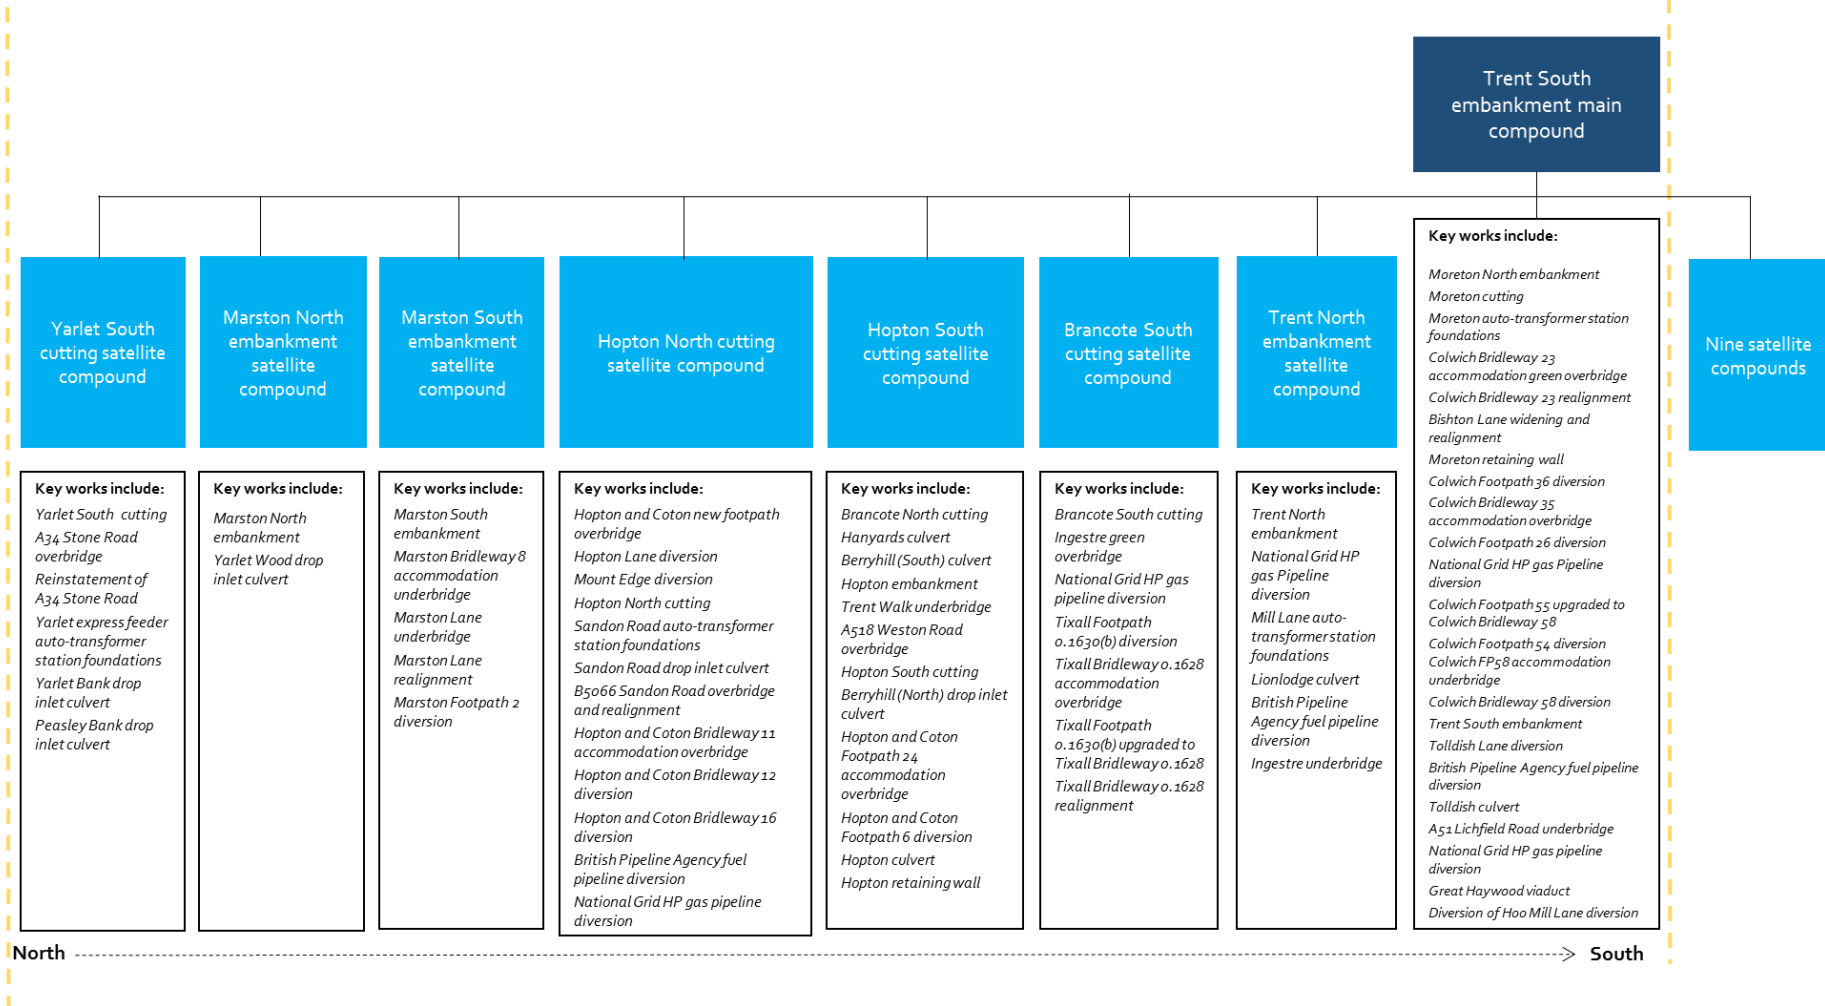 Trent South
embankment main
compound
Yarlet South
cutting satellite
compound
Marston North
embankment
satellite
compound
Marston South
embankment
satellite
compound
Hopton North cutting
satellite compound
Hopton South
cutting satellite
compound
Brancote South
cutting satellite
compound
Trent North
embankment
satellite
compound
Nine satellite
compounds
Key works include:
Yarlet South cutting
A34 Stone Road
overbridge
Reinstatement of
A34 Stone Road
Yarlet express feeder
auto-transformer
station foundations
Yarlet Bank drop
inlet culvert
Peasley Bank drop
inlet culvert
Key works include:
Marston North
embankment
Yarlet Wood drop
inlet culvert
Key works include:
Marston South
embankment
Marston Bridleway 8
accommodation
underbridge
Marston Lane
underbridge
Marston Lane
realignment
Marston Footpath 2
diversion
Key works include:
Hopton and Coton new footpath
overbridge
Hopton Lane diversion
Mount Edge diversion
Hopton North cutting
Sandon Road auto-transformer
station foundations
Sandon Road drop inlet culvert
B5066 Sandon Road overbridge
and realignment
Hopton and Coton Bridleway 11
accommodation overbridge
Hopton and Coton Bridleway 12
diversion
Hopton and Coton Bridleway 16
diversion
British Pipeline Agency fuel
pipeline diversion
National Grid HP gas pipeline
diversion
Key works include:
Brancote North cutting
Hanyards culvert
Berryhill (South) culvert
Hopton embankment
Trent Walk underbridge
A518 Weston Road
overbridge
Hopton South cutting
Berryhill (North) drop inlet
culvert
Hopton and Coton
Footpath 24
accommodation
overbridge
Hopton and Coton
Footpath 6 diversion
Hopton culvert
Hopton retaining wall
Key works include:
Brancote South cutting
Ingestre green
overbridge
National Grid HP gas
pipeline diversion
Tixall Footpath
0.1630(b) diversion
Tixall Bridleway 0.1628
accommodation
overbridge
Tixall Footpath
0.1630(b) upgraded to
Tixall Bridleway 0.1628
Tixall Bridleway 0.1628
realignment
Key works include:
Trent North
embankment
National Grid HP
gas Pipeline
diversion
Mill Lane auto-
transformer station
foundations
Lionlodge culvert
British Pipeline
Agency fuel pipeline
diversion
Ingestre underbridge
Key works include:
Moreton North embankment
Moreton cutting
Moreton auto-transformer station
foundations
Colwich Bridleway 23
accommodation green overbridge
Colwich Bridleway 23 realignment
Bishton Lane widening and
realignment
Moreton retaining wall
Colwich Footpath 36 diversion
Colwich Bridleway 35
accommodation overbridge
Colwich Footpath 26 diversion
National Grid HP gas Pipeline
diversion
Colwich Footpath 55 upgraded to
Colwich Bridleway 58
Colwich Footpath 54 diversion
Colwich FP58 accommodation
underbridge
Colwich Bridleway 58 diversion
Trent South embankment
Tolldish Lane diversion
British Pipeline Agency fuel pipeline
diversion
Tolldish culvert
A51 Lichfield Road underbridge
National Grid HP gas pipeline
diversion
Great Haywood viaduct
Diversion of Hoo Mill Lane diversion
North
South